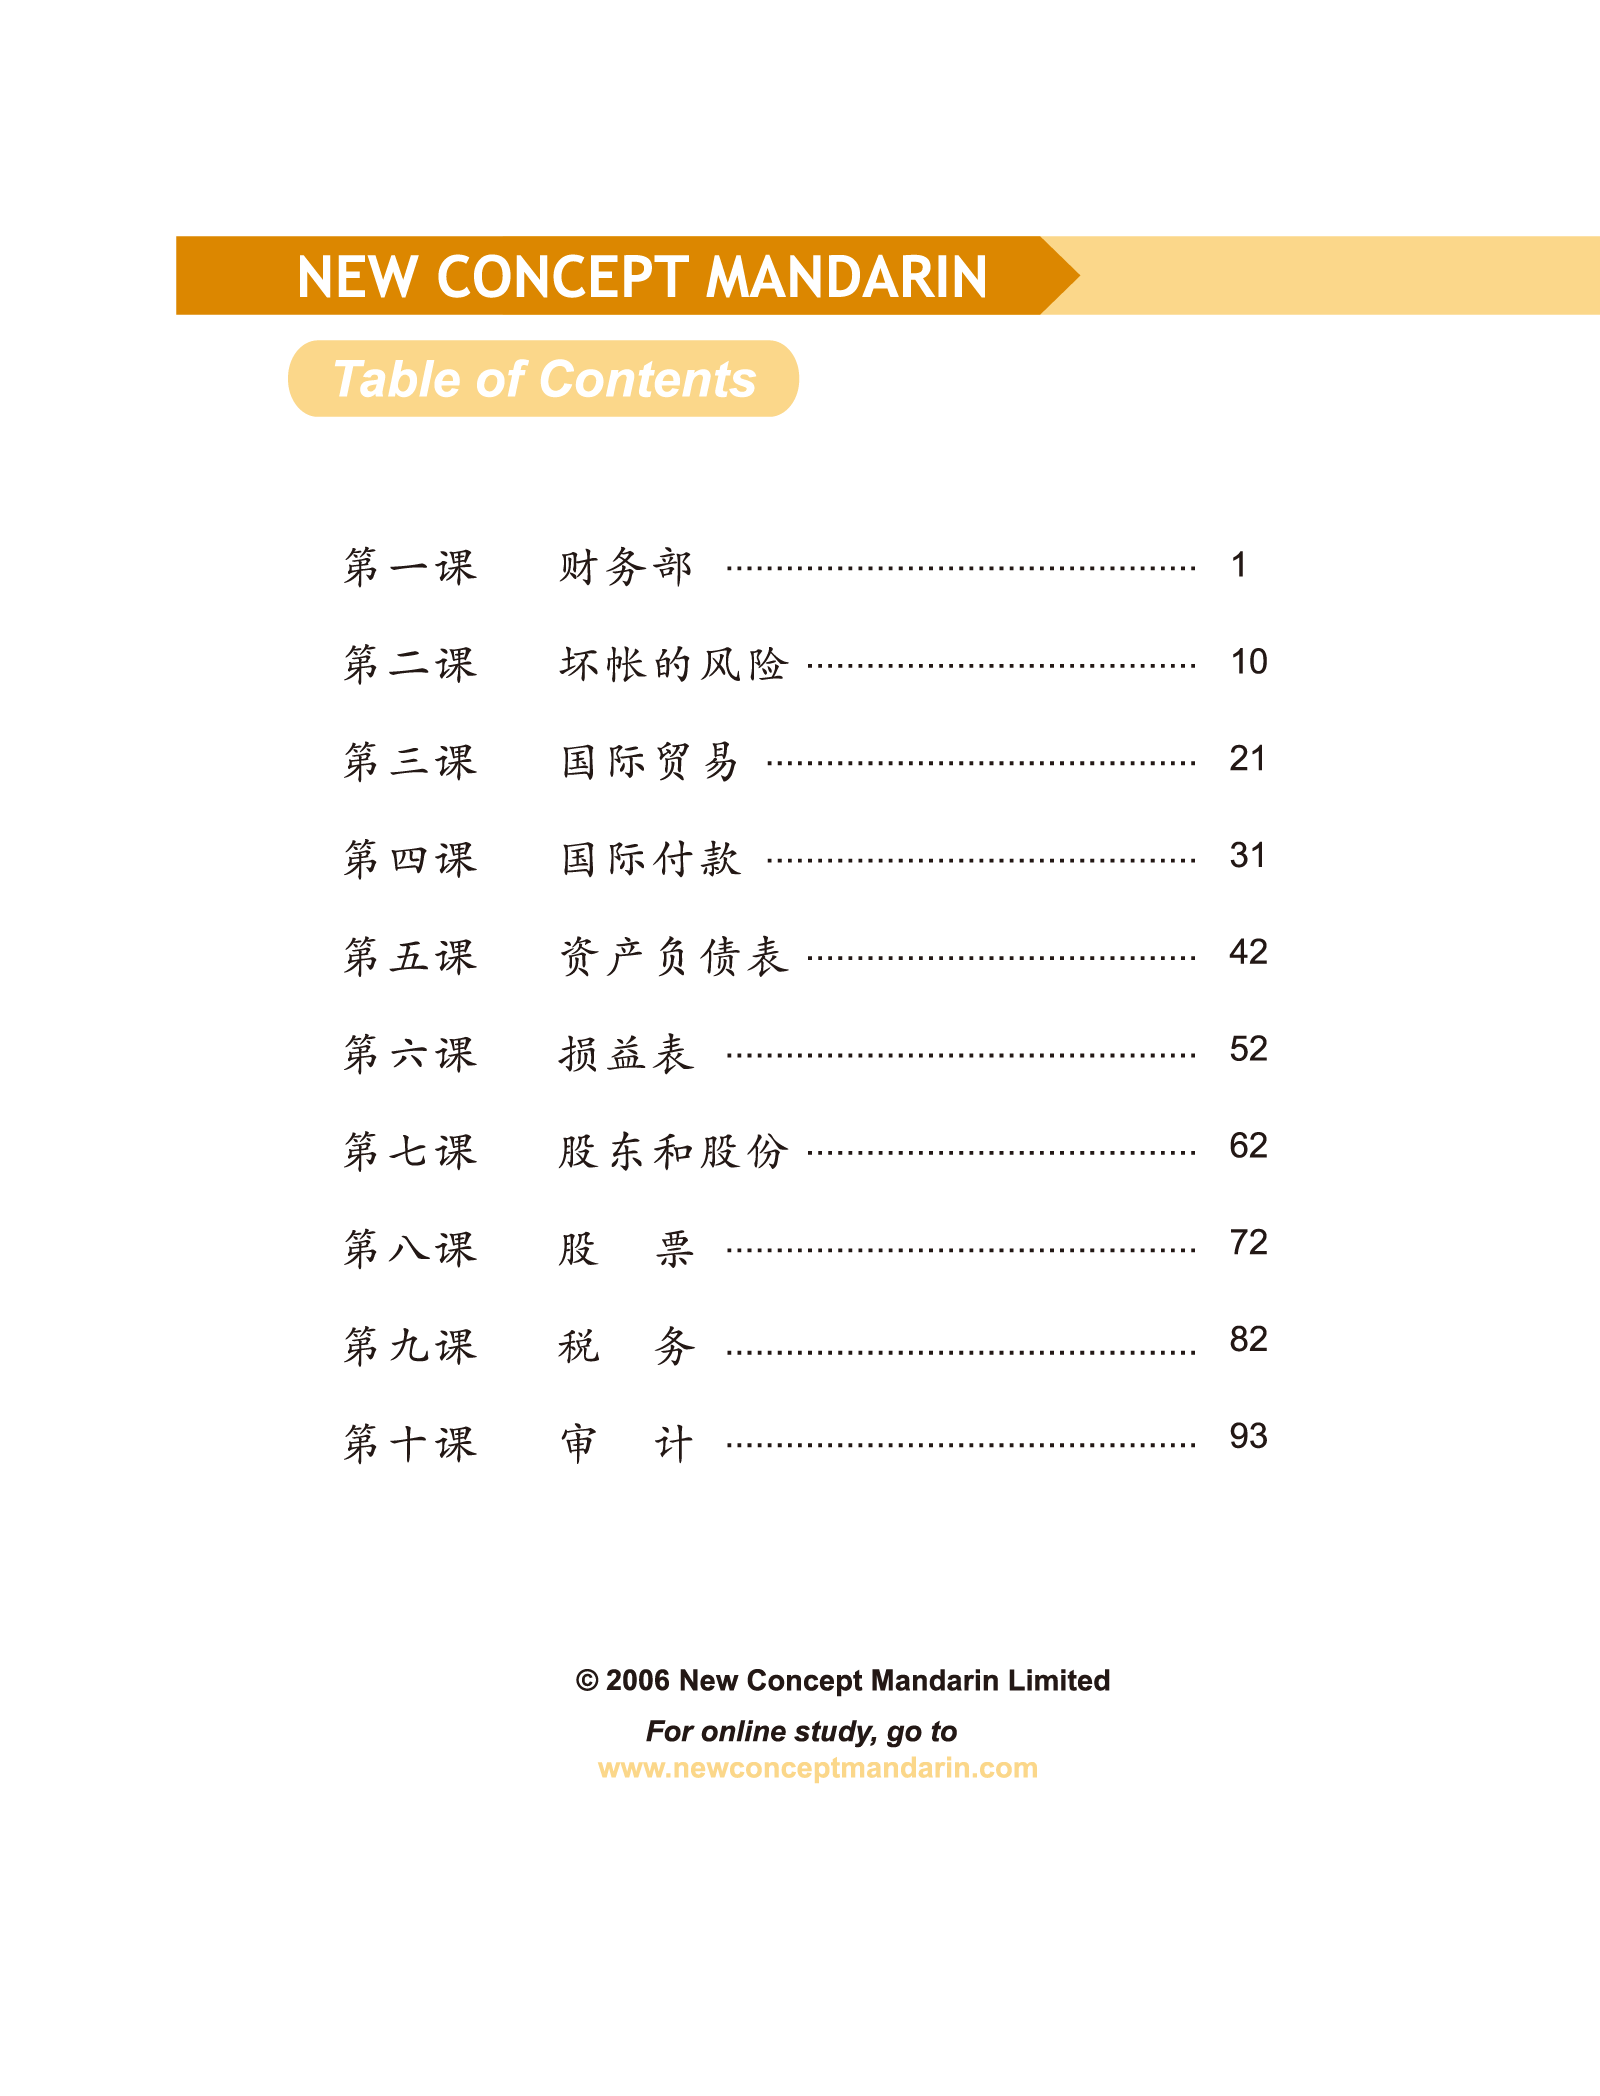 NEW CONCEPT MANDARIN
Table of Contents
第一课 财务部 ................................................ 1
第二课 坏帐的风险 ........................................ 10
第三课 国际贸易 ............................................ 21
第四课 国际付款 ............................................ 31
第五课 资产负债表 ........................................ 42
第六课 损益表 ................................................ 52
第七课 股东和股份 ........................................ 62
第八课 股 票 ................................................ 72
第九课 税 务 ................................................ 82
第十课 审 计 ................................................ 93
© 2006 New Concept Mandarin Limited
For online study, go to
www.newconceptmandarin.com